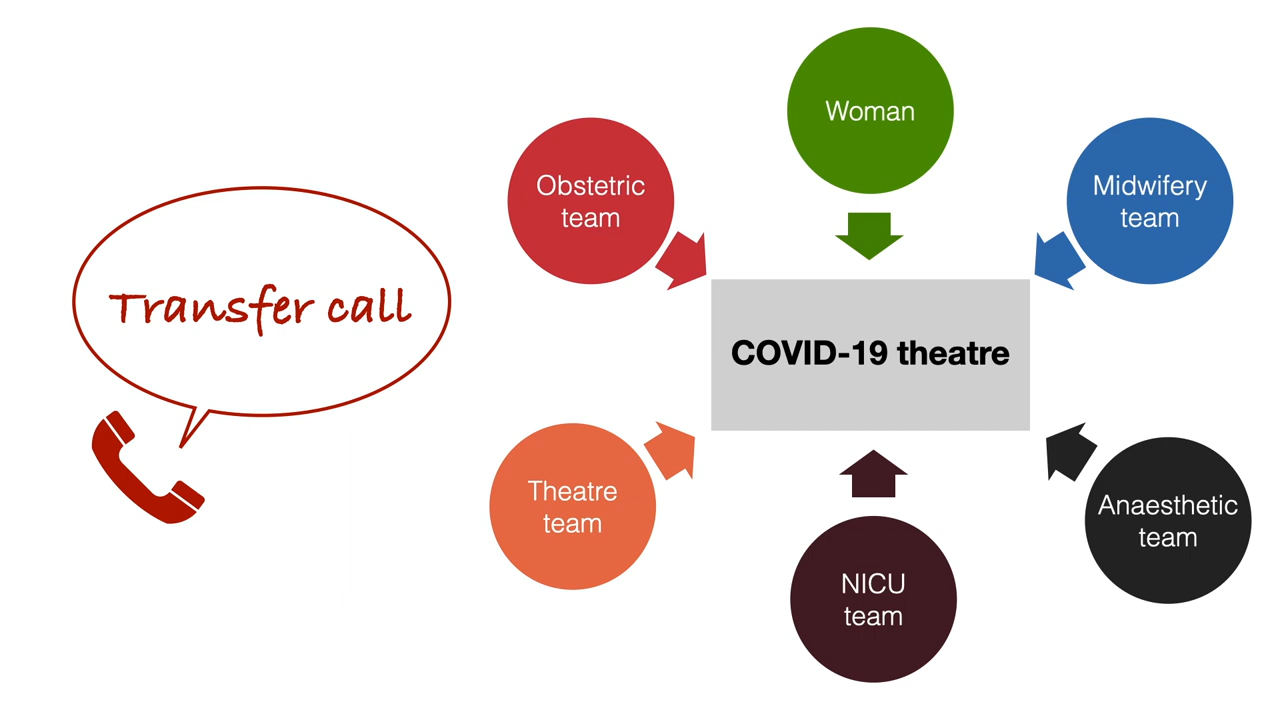 Transfer call
Woman
Obstetric
team
Midwifery
team
COVID-19 theatre
Theatre
team
NICU
team
Anaesthetic
team